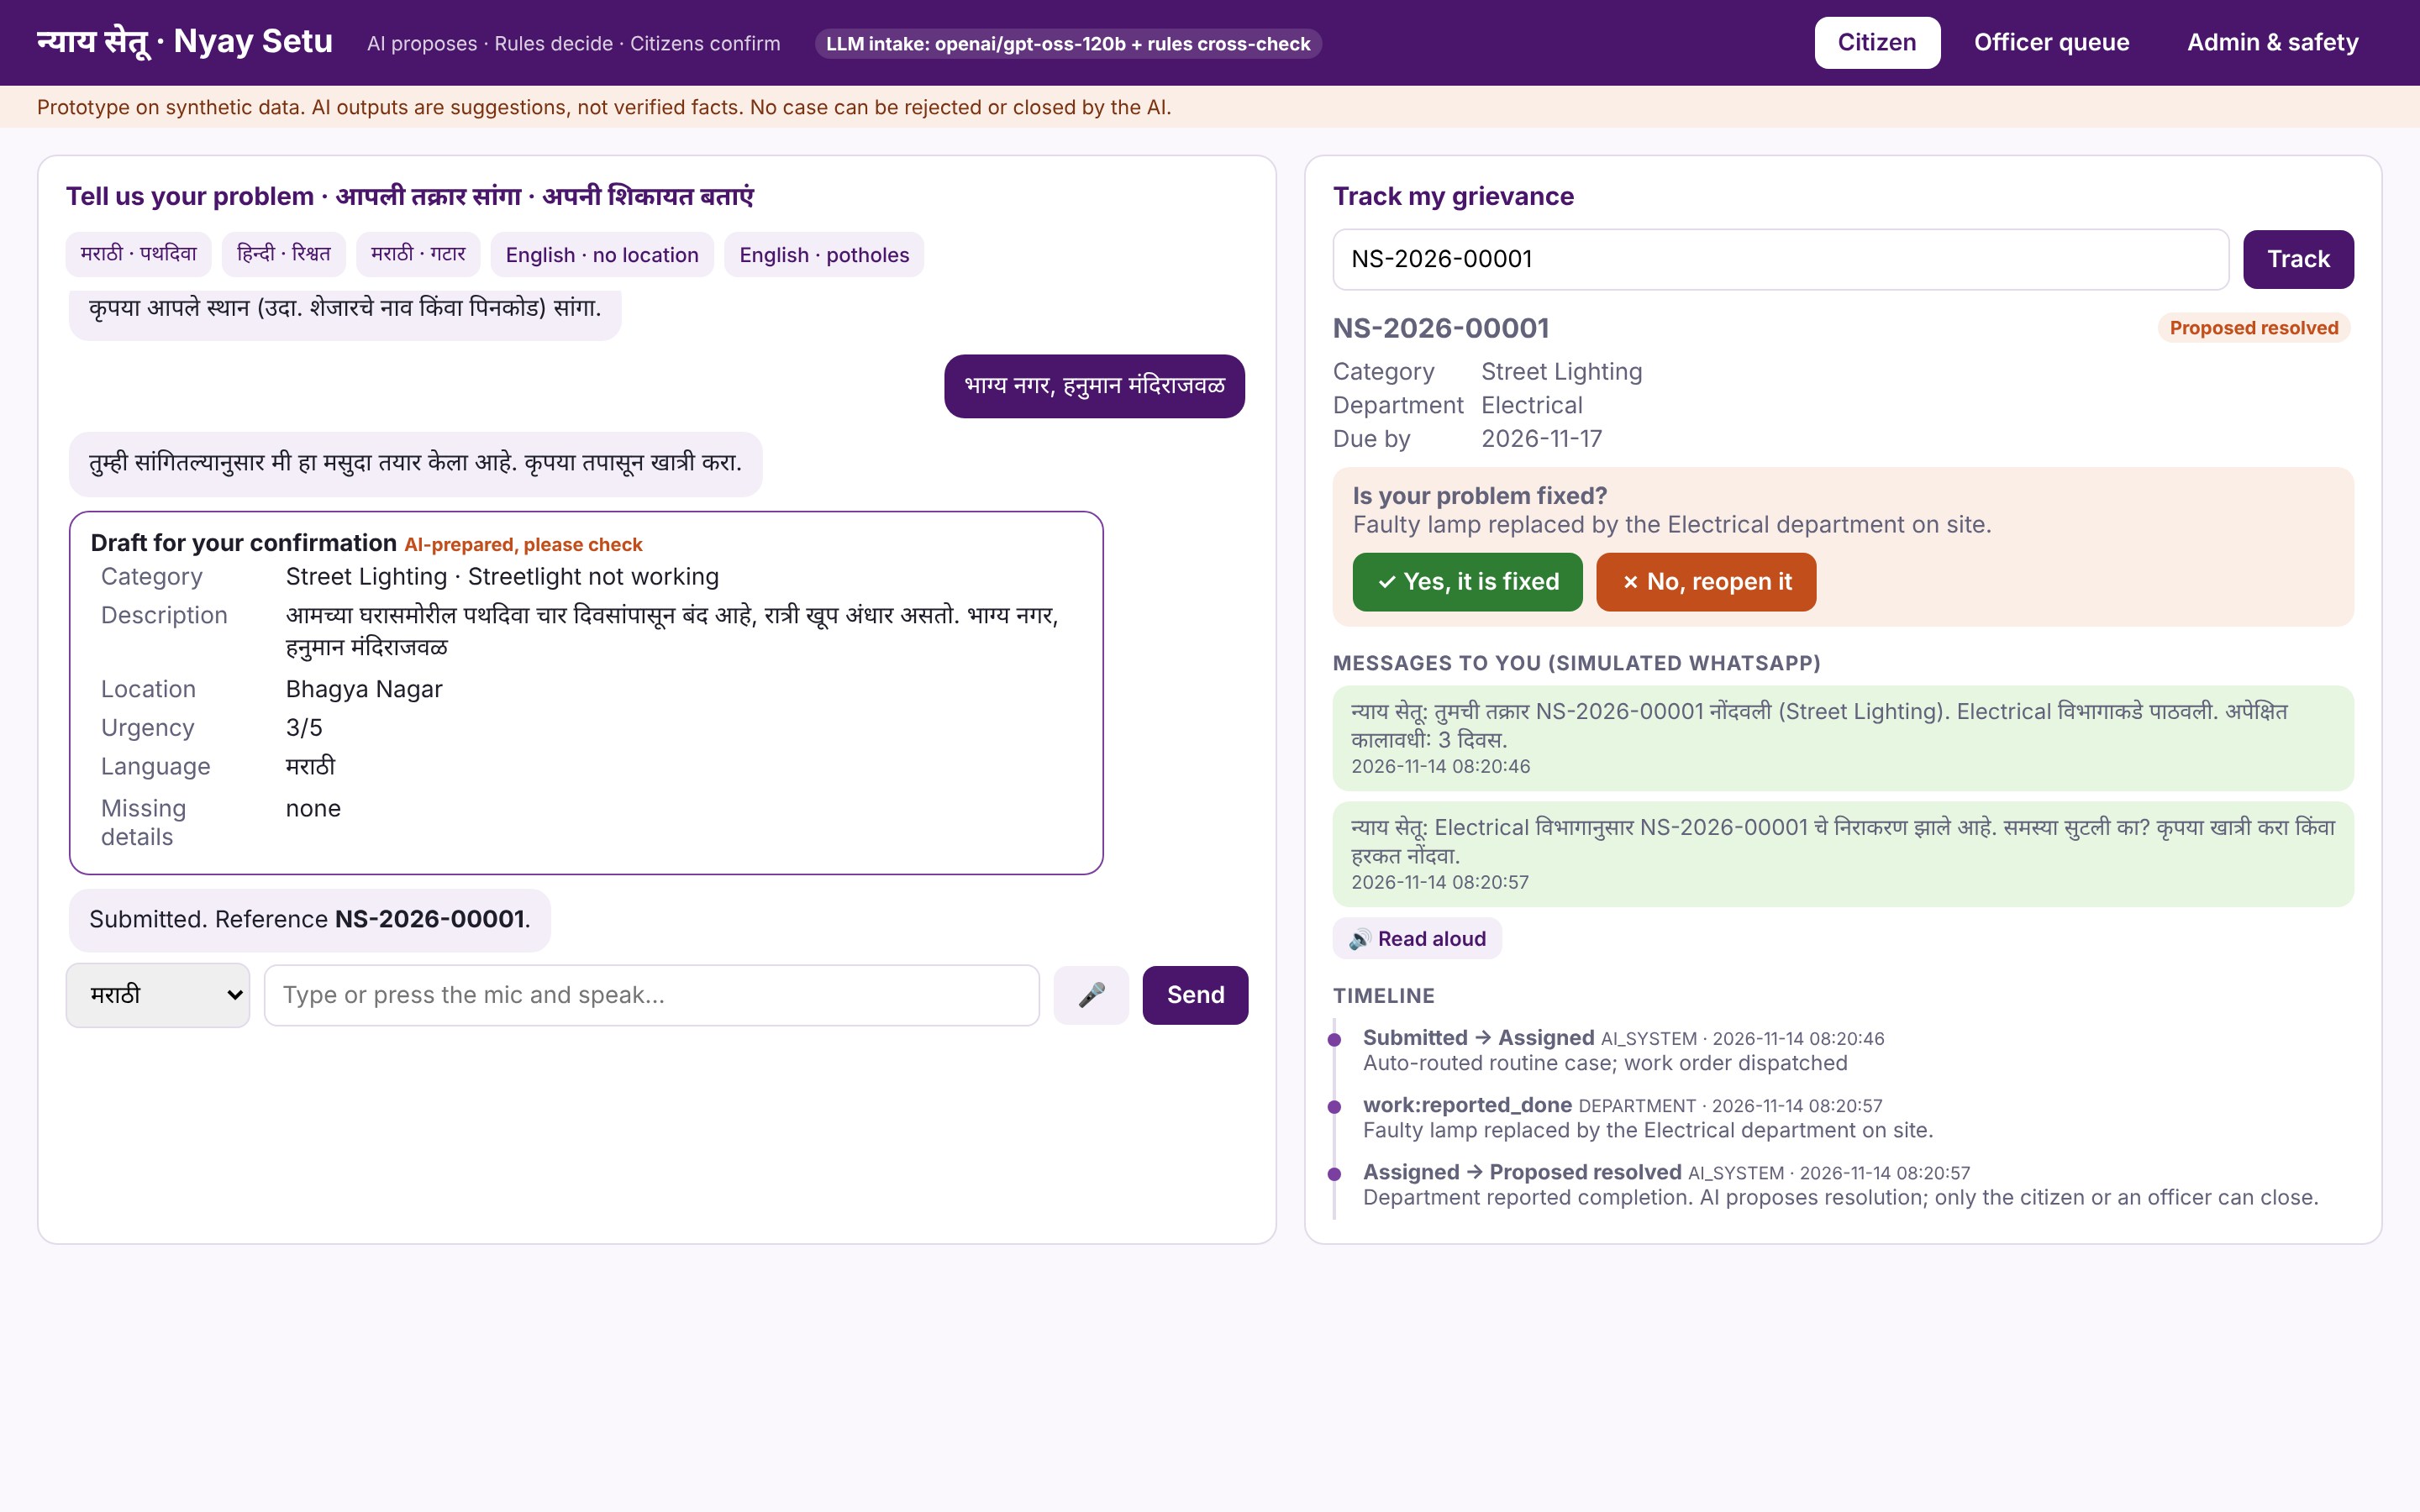 न्याय सेतू · Nyay Setu
AI proposes · Rules decide · Citizens confirm
LLM intake: openai/gpt-oss-120b + rules cross-check
Citizen
Officer queue
Admin & safety
Prototype on synthetic data. AI outputs are suggestions, not verified facts. No case can be rejected or closed by the AI.
Tell us your problem · आपली तक्रार सांगा · अपनी शिकायत बताएं
मराठी · पथदिवा
हिन्दी · रिश्वत
मराठी · गटार
English · no location
English · potholes
कृपया आपले स्थान (उदा. शेजारचे नाव किंवा पिनकोड) सांगा.
भाग्य नगर, हनुमान मंदिराजवळ
तुम्ही सांगितल्यानुसार मी हा मसुदा तयार केला आहे. कृपया तपासून खात्री करा.
Draft for your confirmation AI-prepared, please check
Category Street Lighting · Streetlight not working
Description आमच्या घरासमोरील पथदिवा चार दिवसांपासून बंद आहे, रात्री खूप अंधार असतो. भाग्य नगर,
हनुमान मंदिराजवळ
Location Bhagya Nagar
Urgency 3/5
Language मराठी
Missing none
details
Submitted. Reference NS-2026-00001.
मराठी
Type or press the mic and speak...
Send
Track my grievance
NS-2026-00001
Track
NS-2026-00001
Proposed resolved
Category Street Lighting
Department Electrical
Due by 2026-11-17
Is your problem fixed?
Faulty lamp replaced by the Electrical department on site.
✓ Yes, it is fixed
× No, reopen it
MESSAGES TO YOU (SIMULATED WHATSAPP)
न्याय सेतू: तुमची तक्रार NS-2026-00001 नोंदवली (Street Lighting). Electrical विभागाकडे पाठवली. अपेक्षित
कालावधी: 3 दिवस.
2026-11-14 08:20:46
न्याय सेतू: Electrical विभागानुसार NS-2026-00001 चे निराकरण झाले आहे. समस्या सुटली का? कृपया खात्री करा किंवा
हरकत नोंदवा.
2026-11-14 08:20:57
Read aloud
TIMELINE
Submitted → Assigned AI_SYSTEM · 2026-11-14 08:20:46
Auto-routed routine case; work order dispatched
work:reported_done DEPARTMENT · 2026-11-14 08:20:57
Faulty lamp replaced by the Electrical department on site.
Assigned → Proposed resolved AI_SYSTEM · 2026-11-14 08:20:57
Department reported completion. AI proposes resolution; only the citizen or an officer can close.